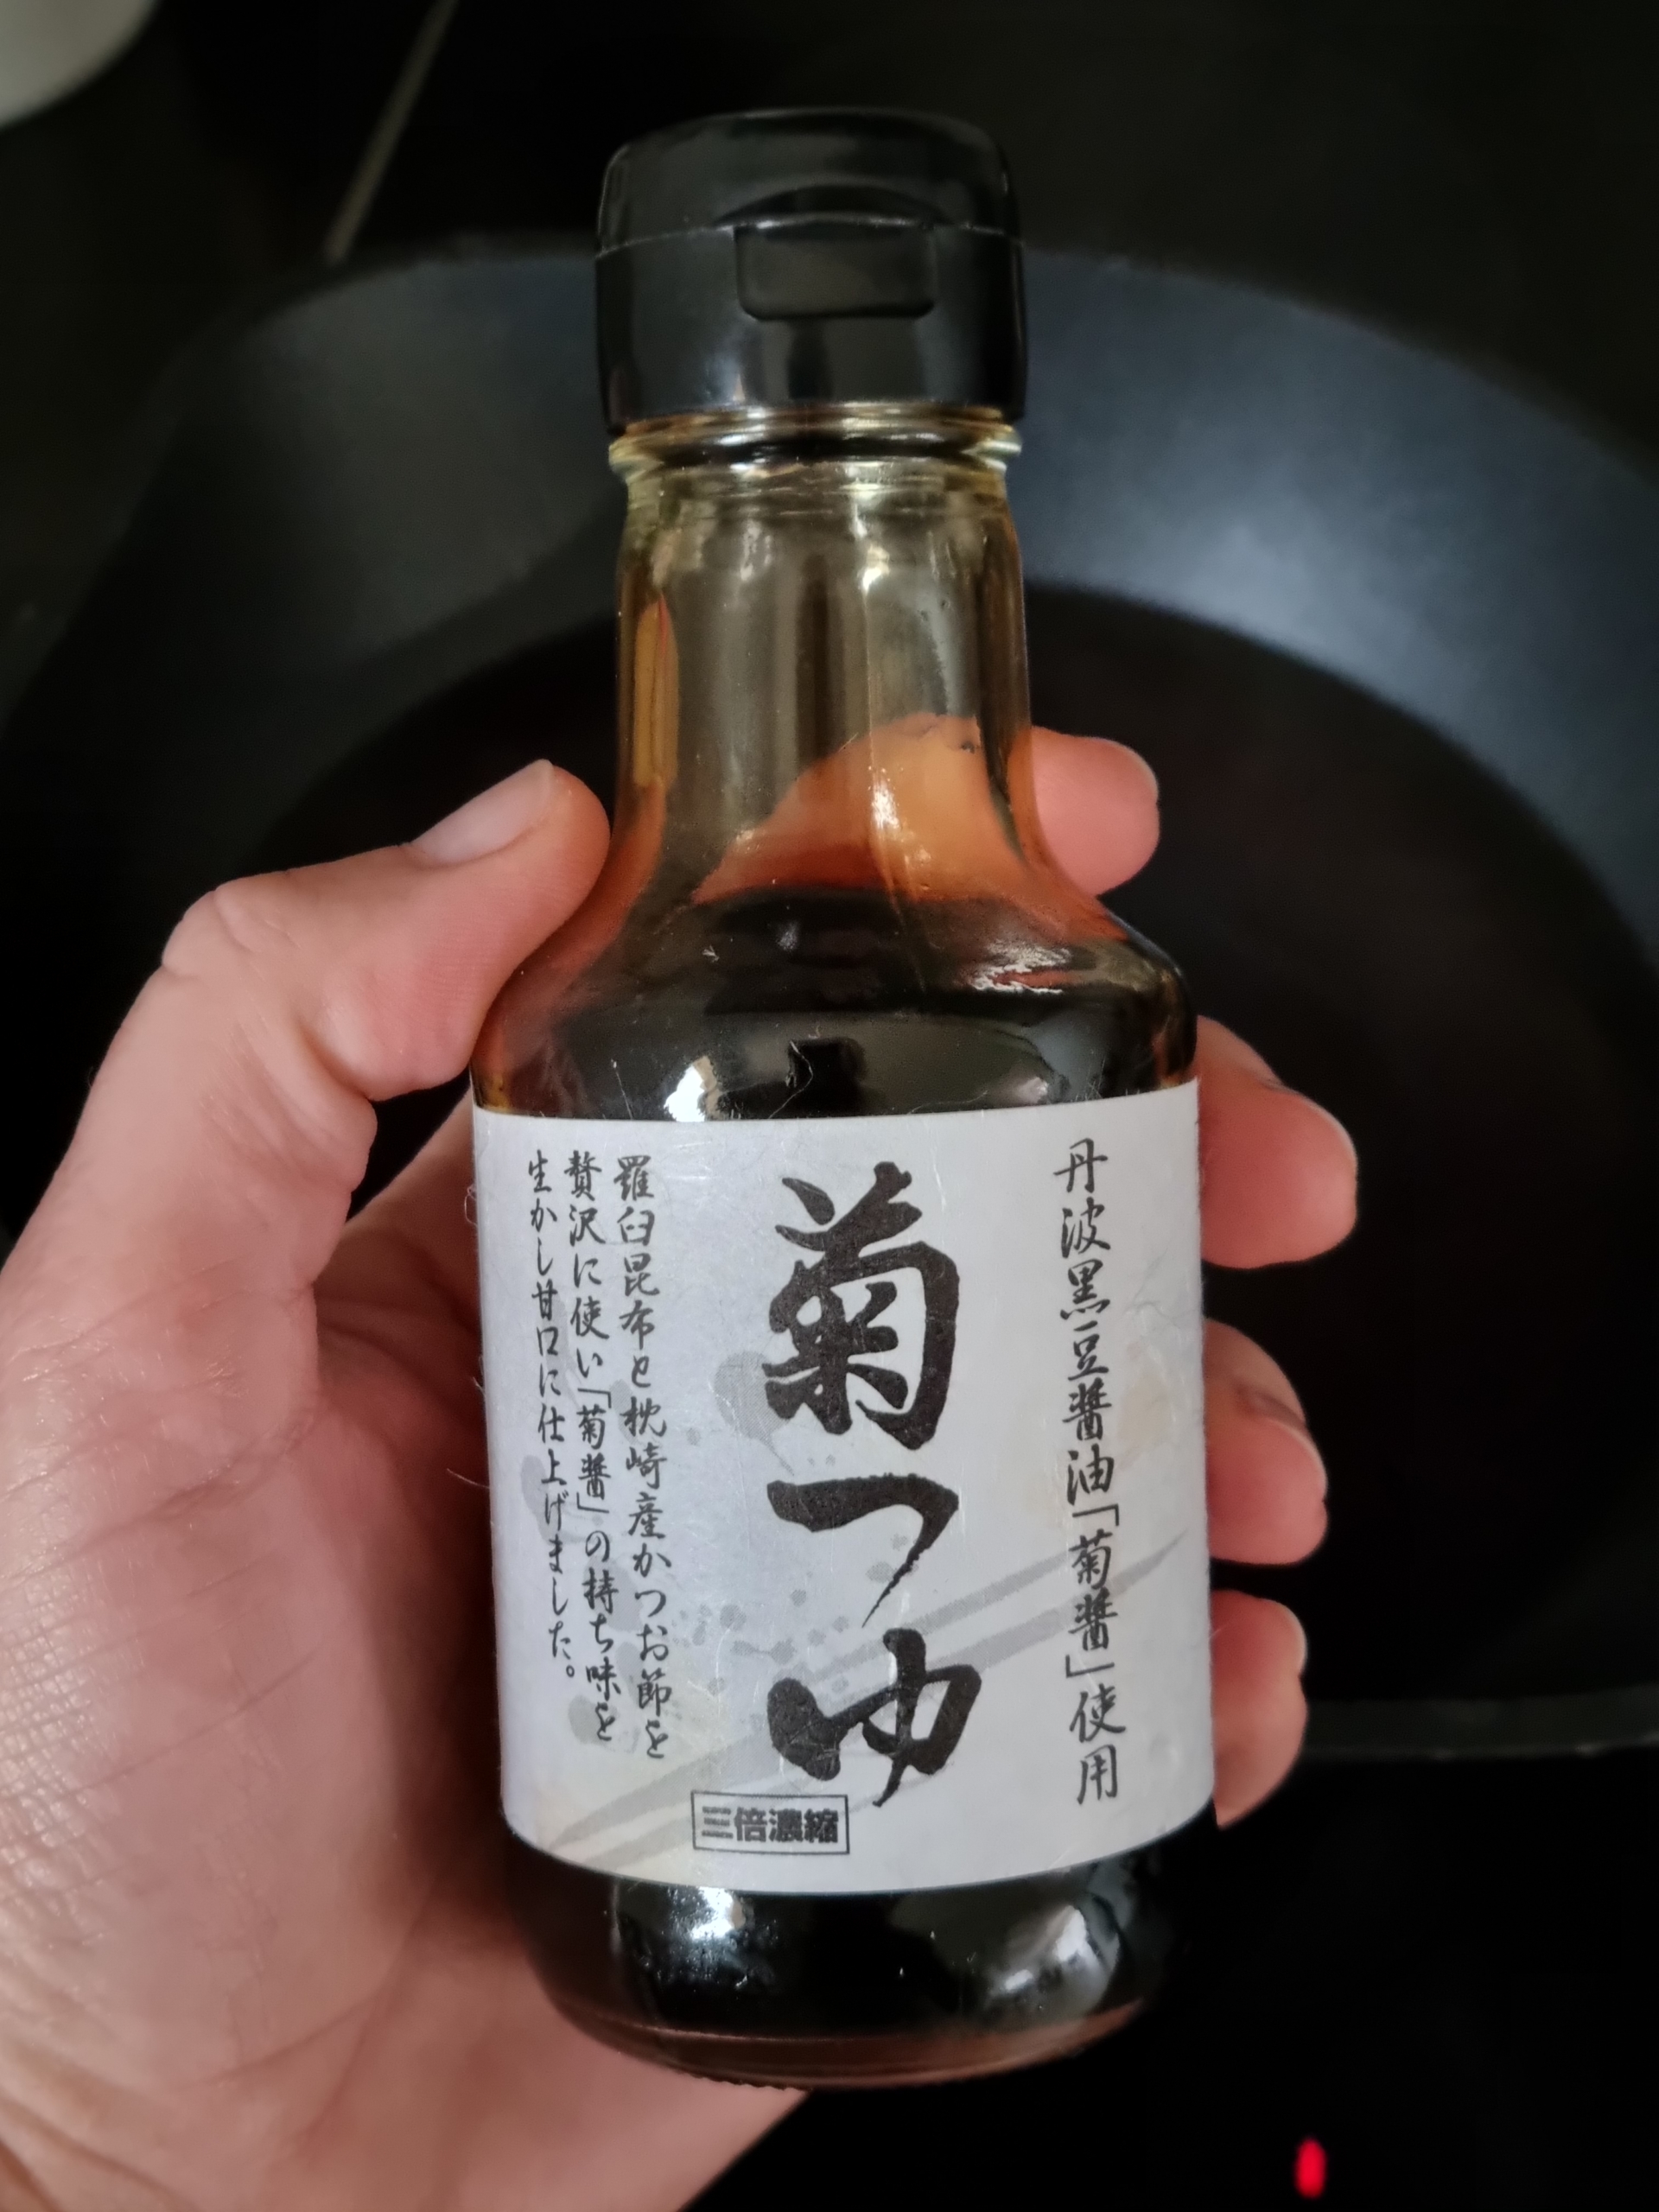 丹波黒豆醤油「菊醬」使用
菊つゆ
三倍濃縮
羅臼昆布と枕崎産かつお節を
贅沢に使い「菊醬」の持ち味を
生かし甘口に仕上げました。